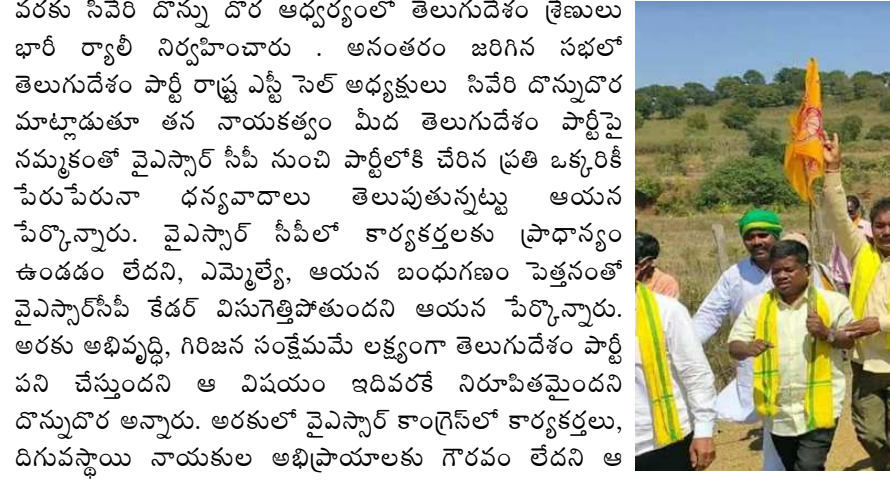 వరకు సివేరి దొన్ను దొర ఆధ్వర్యంలో తెలుగుదేశం శ్రేణులు
భారీ ర్యాలీ నిర్వహించారు . అనంతరం జరిగిన సభలో
తెలుగుదేశం పార్టీ రాష్ట్ర ఎస్టీ సెల్ అధ్యక్షులు సివేరి దొన్నుదొర
మాట్లాడుతూ తన నాయకత్వం మీద తెలుగుదేశం పార్టీపై
నమ్మకంతో వైఎస్సార్ సీపీ నుంచి పార్టీలోకి చేరిన ప్రతి ఒక్కరికీ
పేరుపేరునా ధన్యవాదాలు తెలుపుతున్నట్టు ఆయన
పేర్కొన్నారు. వైఎస్సార్ సీపీలో కార్యకర్తలకు ప్రాధాన్యం
ఉండడం లేదని, ఎమ్మెల్యే, ఆయన బంధుగణం పెత్తనంతో
వైఎస్సార్‌సీపీ కేడర్ విసుగెత్తిపోతుందని ఆయన పేర్కొన్నారు.
అరకు అభివృద్ధి, గిరిజన సంక్షేమమే లక్ష్యంగా తెలుగుదేశం పార్టీ
పని చేస్తుందని ఆ విషయం ఇదివరకే నిరూపితమైందని
దొన్నుదొర అన్నారు. అరకులో వైఎస్సార్ కాంగ్రెస్‌లో కార్యకర్తలు,
దిగువస్థాయి నాయకుల అభిప్రాయాలకు గౌరవం లేదని ఆ